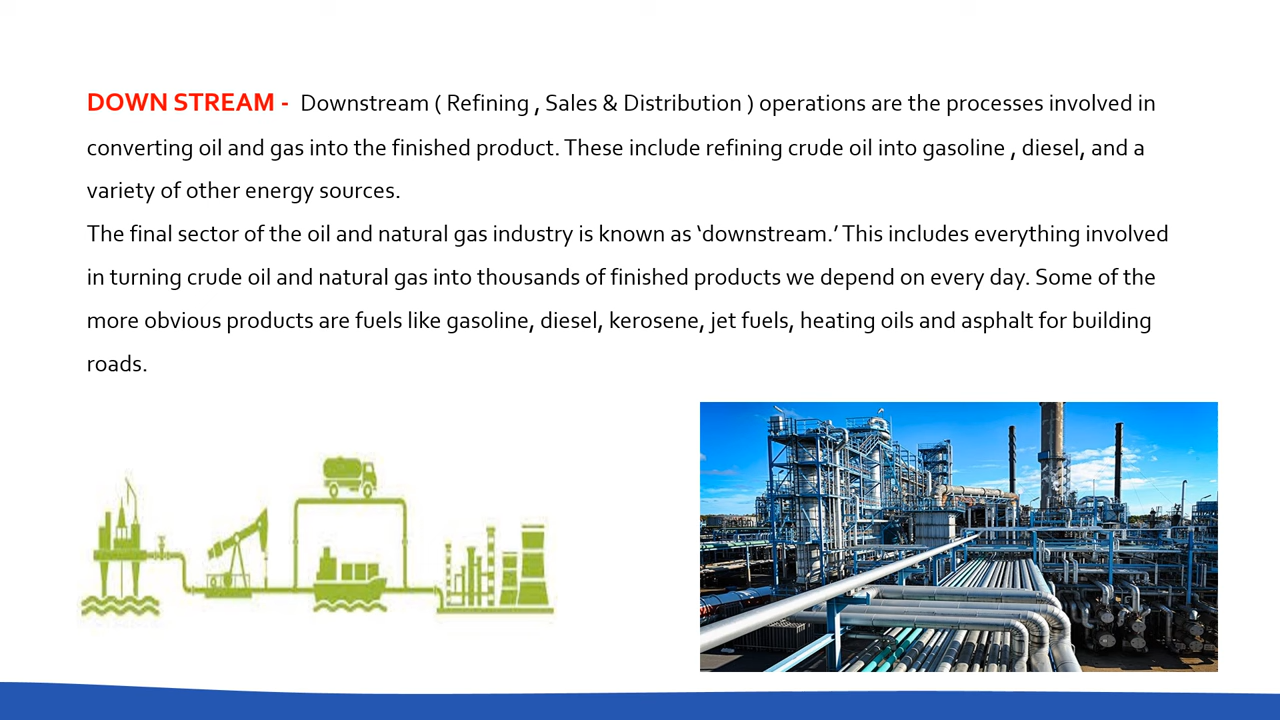 DOWN STREAM - Downstream ( Refining , Sales & Distribution ) operations are the processes involved in
converting oil and gas into the finished product. These include refining crude oil into gasoline , diesel, and a
variety of other energy sources.
The final sector of the oil and natural gas industry is known as ‘downstream.’ This includes everything involved
in turning crude oil and natural gas into thousands of finished products we depend on every day. Some of the
more obvious products are fuels like gasoline, diesel, kerosene, jet fuels, heating oils and asphalt for building
roads.